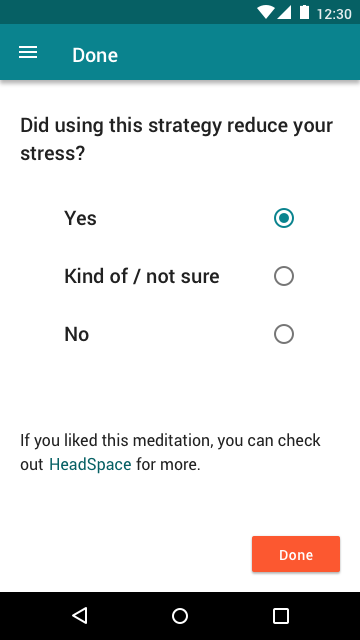 12:30
Done
Did using this strategy reduce your
stress?
Yes
Kind of / not sure
No
If you liked this meditation, you can check
out HeadSpace for more.
Done